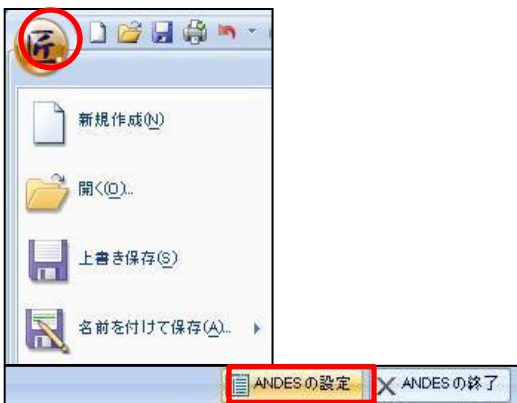 匠
新規作成(N)
開く(O)...
上書き保存(S)
名前を付けて保存(A)...
ANDESの設定 ANDESの終了